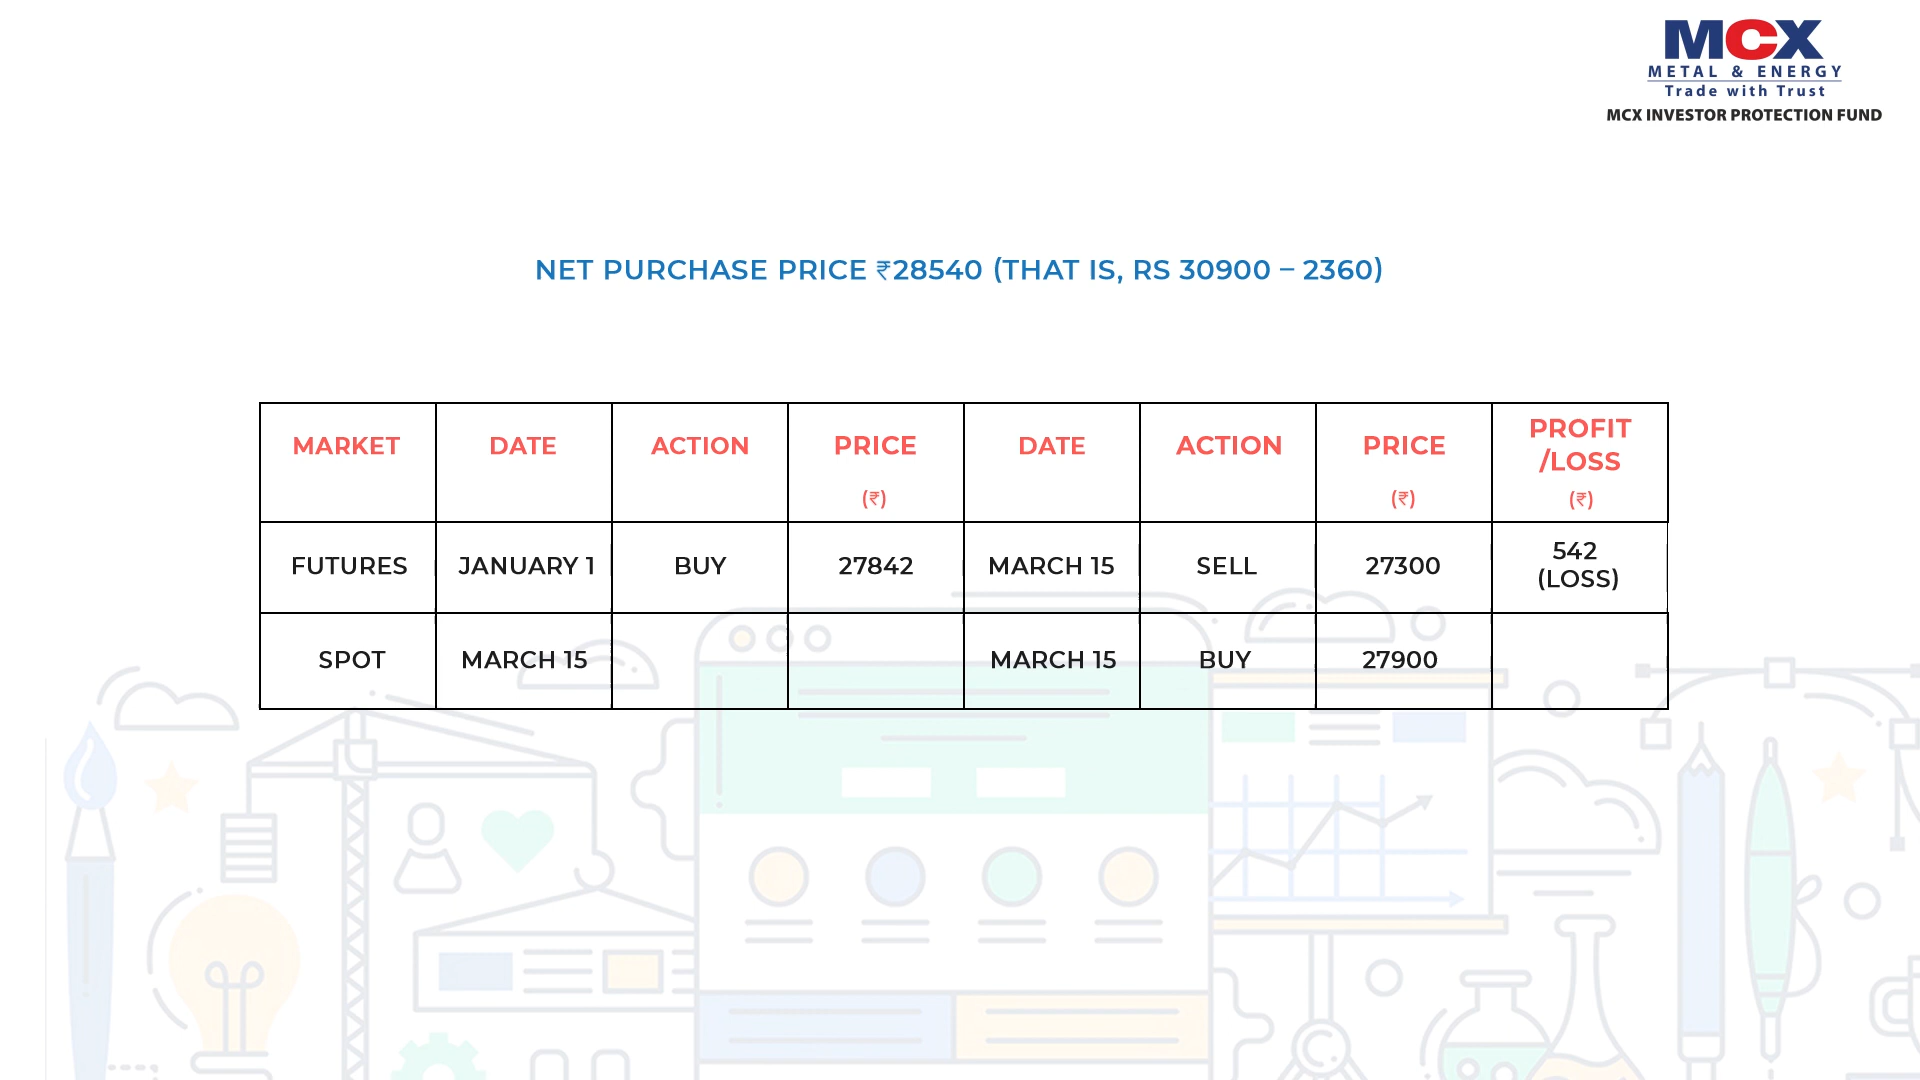 MCX
METAL & ENERGY
Trade with Trust
MCX INVESTOR PROTECTION FUND
NET PURCHASE PRICE ₹28540 (THAT IS, RS 30900 – 2360)
MARKET DATE ACTION PRICE (₹) DATE ACTION PRICE (₹) PROFIT /LOSS (₹)
FUTURES JANUARY 1 BUY 27842 MARCH 15 SELL 27300 542 (LOSS)
SPOT MARCH 15 MARCH 15 BUY 27900